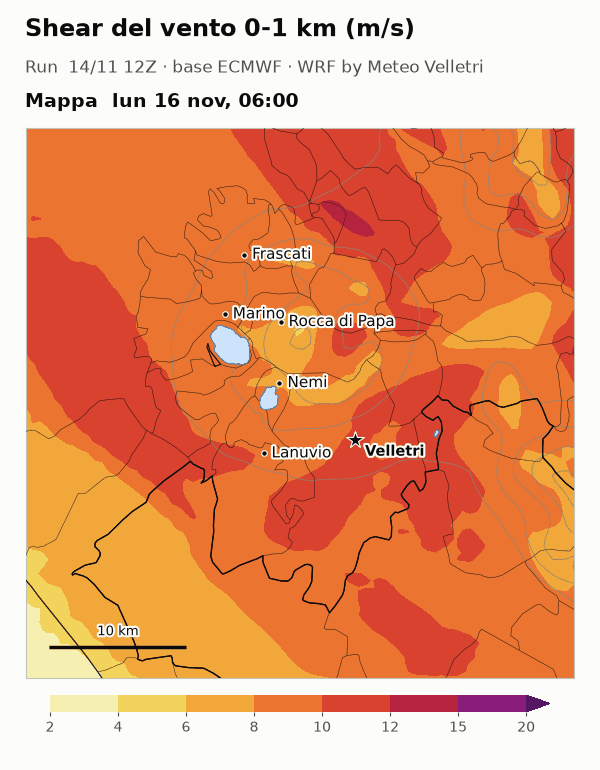 Shear del vento 0-1 km (m/s)
Run  14/11 12Z · base ECMWF · WRF by Meteo Velletri
Mappa  lun 16 nov, 06:00
Frascati
Marino
Rocca di Papa
Nemi
Velletri
Lanuvio
10 km
2 4 6 8 10 12 15 20